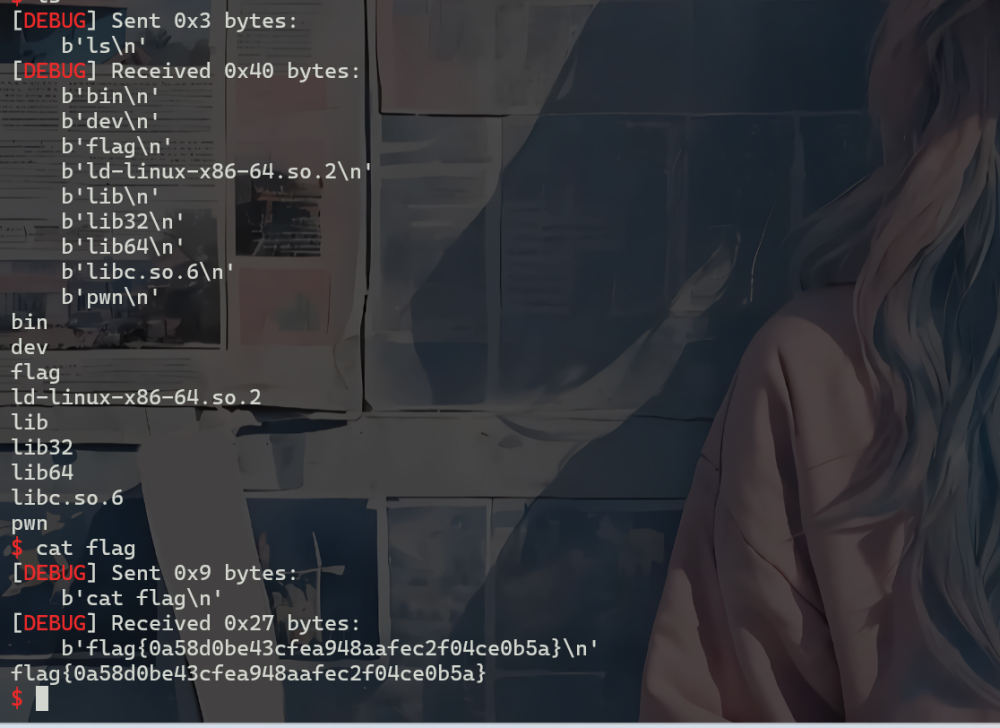 [DEBUG] Sent 0x3 bytes:
b'ls\n'
[DEBUG] Received 0x40 bytes:
b'bin\n'
b'dev\n'
b'flag\n'
b'ld-linux-x86-64.so.2\n'
b'lib\n'
b'lib32\n'
b'lib64\n'
b'libc.so.6\n'
b'pwn\n'
bin
dev
flag
ld-linux-x86-64.so.2
lib
lib32
lib64
libc.so.6
pwn
$ cat flag
[DEBUG] Sent 0x9 bytes:
b'cat flag\n'
[DEBUG] Received 0x27 bytes:
b'flag{0a58d0be43cfea948aafec2f04ce0b5a}\n'
flag{0a58d0be43cfea948aafec2f04ce0b5a}
$